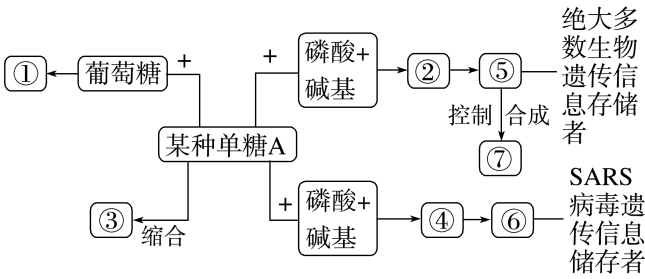 绝大多
数生物
遗传信
息存储
者
①
葡萄糖
+
+
磷酸+
碱基
②
⑤
控制
合成
⑦
某种单糖A
③
缩合
+
磷酸+
碱基
④
⑥
SARS
病毒遗
传信息
储存者